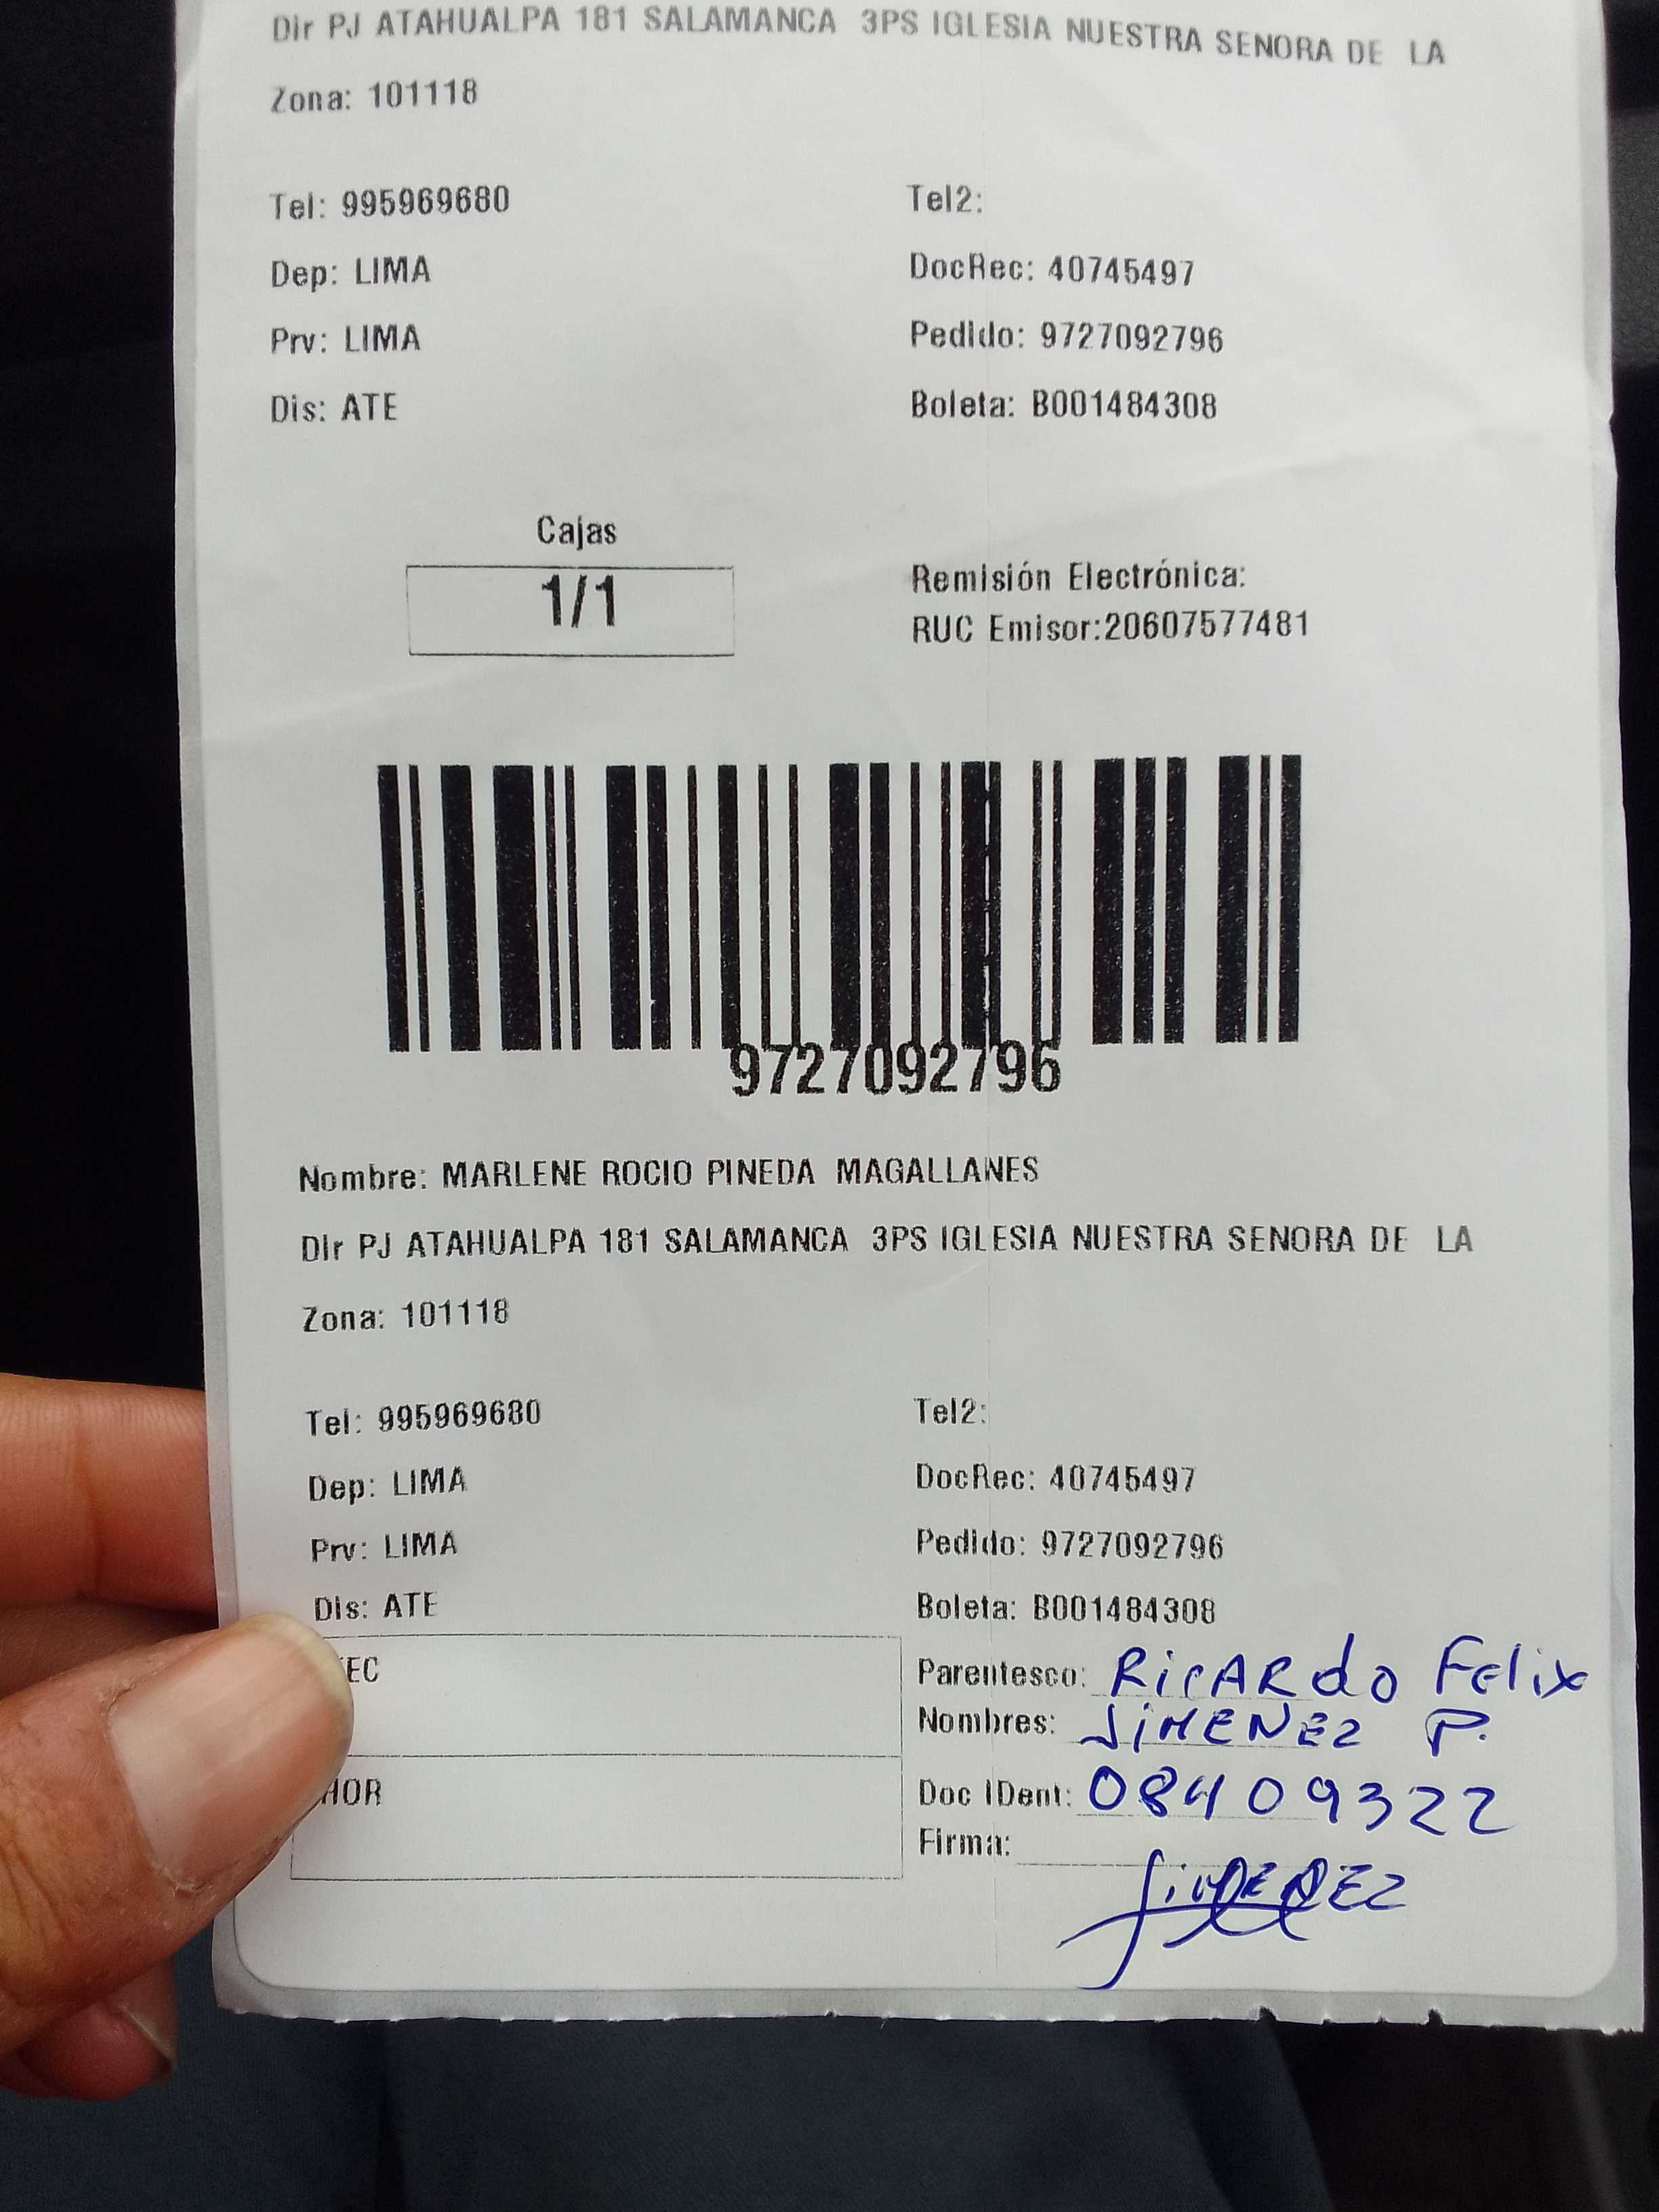 Dir PJ ATAHUALPA 181 SALAMANCA 3PS IGLESIA NUESTRA SENORA DE LA
Zona: 101118
Tel: 995969680 Tel2:
Dep: LIMA DocRec: 40745497
Prv: LIMA Pedido: 9727092796
Dis: ATE Boleta: B001484308
Cajas
1/1
Remisión Electrónica:
RUC Emisor:20607577481
9727092796
Nombre: MARLENE ROCIO PINEDA MAGALLANES
Dir PJ ATAHUALPA 181 SALAMANCA 3PS IGLESIA NUESTRA SENORA DE LA
Zona: 101118
Tel: 995969680 Tel2:
Dep: LIMA DocRec: 40745497
Prv: LIMA Pedido: 9727092796
Dis: ATE Boleta: B001484308
EC Parentesco: RicARdo Felix
Nombres: JiMENEZ P.
HOR Doc IDent: 08409322
Firma: JiMENEZ